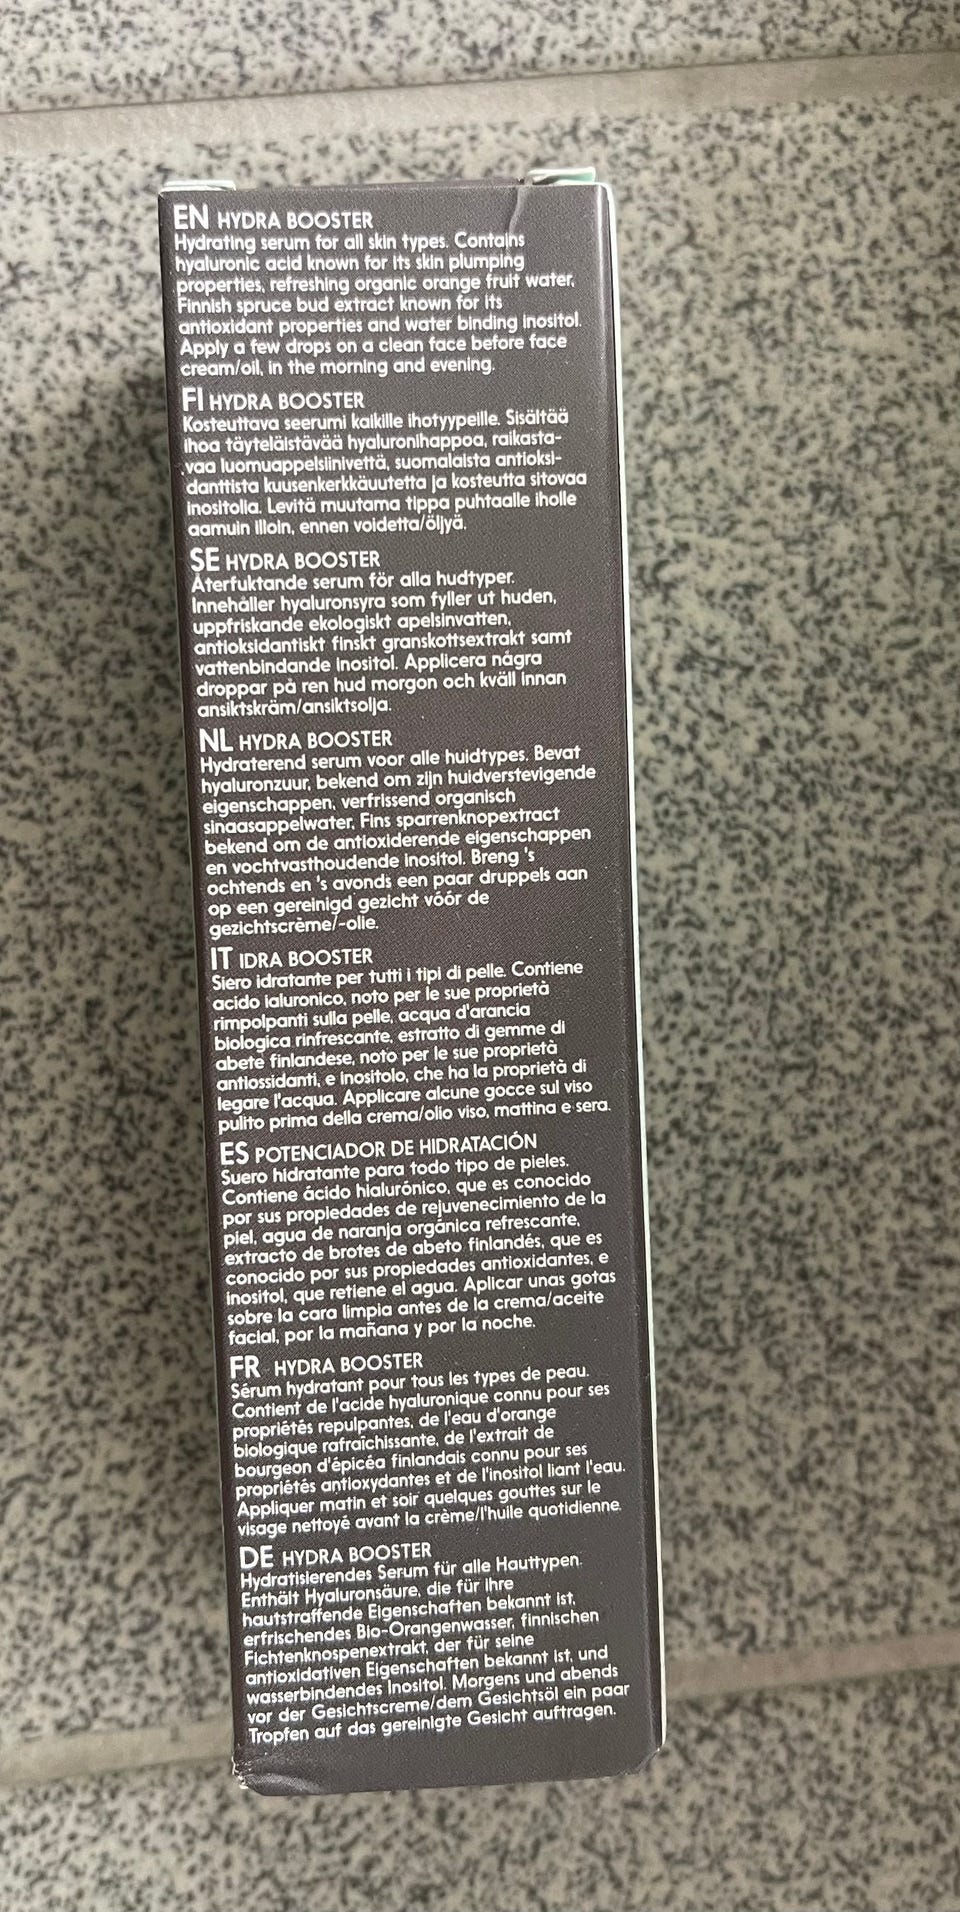 EN HYDRA BOOSTER
Hydrating serum for all skin types. Contains
hyaluronic acid known for its skin plumping
properties, refreshing organic orange fruit water,
Finnish spruce bud extract known for its
antioxidant properties and water binding inositol.
Apply a few drops on a clean face before face
cream/oil, in the morning and evening.
FI HYDRA BOOSTER
Kosteuttava seerumi kaikille ihotyypeille. Sisältää
ihoa täyteläistävää hyaluronihappoa, raikasta-
vaa luomuappelsiinivettä, suomalaista antioksi-
danttista kuusenkerkkäuutetta ja kosteutta sitovaa
inositolia. Levitä muutama tippa puhtaalle iholle
aamuin illoin, ennen voidetta/öljyä.
SE HYDRA BOOSTER
Återfuktande serum för alla hudtyper.
Innehåller hyaluronsyra som fyller ut huden,
uppfriskande ekologiskt apelsinvatten,
antioksidantiskt finskt granskottsextrakt samt
vattenbindande inositol. Applicera några
droppar på ren hud morgon och kväll innan
ansiktskräm/ansiktsolja.
NL HYDRA BOOSTER
Hydraterend serum voor alle huidtypes. Bevat
hyaluronzuur, bekend om zijn huidverstevigende
eigenschappen, verfrissend organisch
sinaasappelwater, Fins sparrenknopextract
bekend om de antioxiderende eigenschappen
en vochtvasthoudende inositol. Breng 's
ochtends en 's avonds een paar druppels aan
op een gereinigd gezicht vóór de
gezichtscrème/-olie.
IT IDRA BOOSTER
Siero idratante per tutti i tipi di pelle. Contiene
acido ialuronico, noto per le sue proprietà
rimpolpanti sulla pelle, acqua d'arancia
biologica rinfrescante, estratto di gemme di
abete finlandese, noto per le sue proprietà
antiossidanti, e inositolo, che ha la proprietà di
legare l'acqua. Applicare alcune gocce sul viso
pulito prima della crema/olio viso, mattina e sera.
ES POTENCIADOR DE HIDRATACIÓN
Suero hidratante para todo tipo de pieles.
Contiene ácido hialurónico, que es conocido
por sus propiedades de rejuvenecimiento de la
piel, agua de naranja orgánica refrescante,
extracto de brotes de abeto finlandés, que es
conocido por sus propiedades antioxidantes, e
inositol, que retiene el agua. Aplicar unas gotas
sobre la cara limpia antes de la crema/aceite
facial, por la mañana y por la noche.
FR HYDRA BOOSTER
Sérum hydratant pour tous les types de peau.
Contient de l'acide hyaluronique connu pour ses
propriétés repulpantes, de l'eau d'orange
biologique rafraîchissante, de l'extrait de
bourgeon d'épicéa finlandais connu pour ses
propriétés antioxydantes et de l'inositol liant l'eau.
Appliquer matin et soir quelques gouttes sur le
visage nettoyé avant la crème/l'huile quotidienne.
DE HYDRA BOOSTER
Hydratisierendes Serum für alle Hauttypen.
Enthält Hyaluronsäure, die für ihre
hautstraffende Eigenschaften bekannt ist,
erfrischendes Bio-Orangenwasser, finnischen
Fichtenknospenextrakt, der für seine
antioxidativen Eigenschaften bekannt ist, und
wasserbindendes Inositol. Morgens und abends
vor der Gesichtscreme/dem Gesichtsöl ein paar
Tropfen auf das gereinigte Gesicht auftragen.